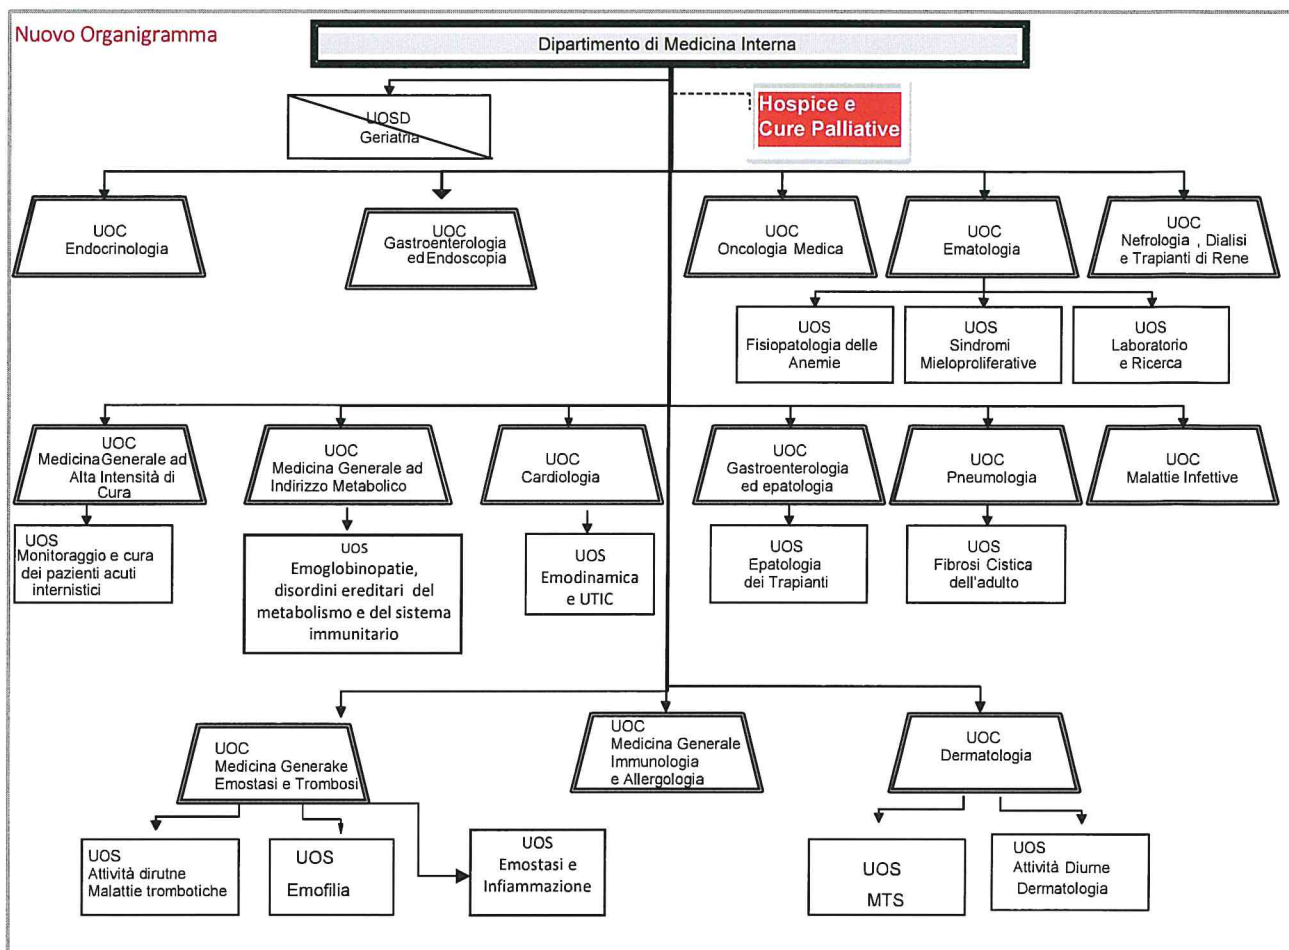 Nuovo Organigramma
Dipartimento di Medicina Interna
UOSD
Geriatria
Hospice e
Cure Palliative
UOC
Endocrinologia
UOC
Gastroenterologia
ed Endoscopia
UOC
Oncologia Medica
UOC
Ematologia
UOC
Nefrologia , Dialisi
e Trapianti di Rene
UOS
Fisiopatologia delle
Anemie
UOS
Sindromi
Mieloproliferative
UOS
Laboratorio
e Ricerca
UOC
Medicina Generale ad
Alta Intensità di
Cura
UOC
Medicina Generale ad
Indirizzo Metabolico
UOC
Cardiologia
UOC
Gastroenterologia
ed epatologia
UOC
Pneumologia
UOC
Malattie Infettive
UOS
Monitoraggio e cura
dei pazienti acuti
internistici
UOS
Emoglobinopatie,
disordini ereditari del
metabolismo e del sistema
immunitario
UOS
Emodinamica
e UTIC
UOS
Epatologia
dei Trapianti
UOS
Fibrosi Cistica
dell'adulto
UOC
Medicina Generake
Emostasi e Trombosi
UOC
Medicina Generale
Immunologia
e Allergologia
UOC
Dermatologia
UOS
Attività dirutne
Malattie trombotiche
UOS
Emofilia
UOS
Emostasi e
Infiammazione
UOS
MTS
UOS
Attività Diurne
Dermatologia